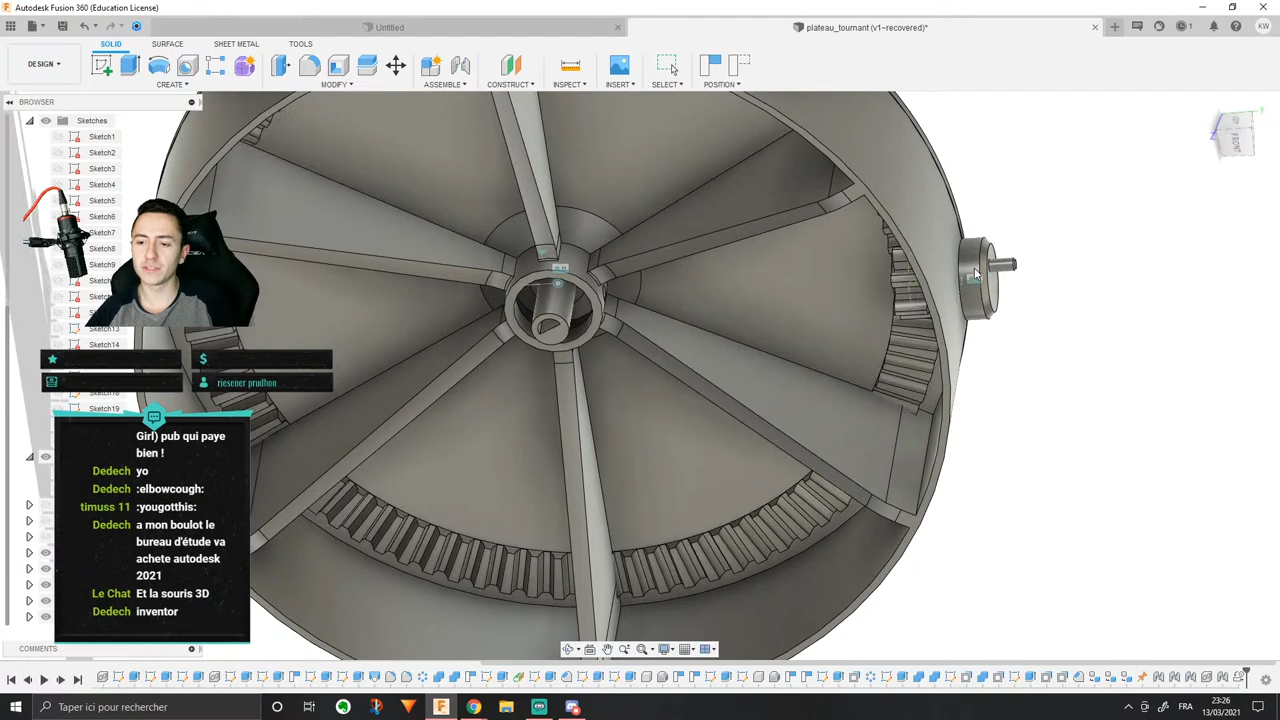 Autodesk Fusion 360 (Education License)
Untitled
plateau_tournant (v1~recovered)*
1
KW
DESIGN
SOLID
SURFACE
SHEET METAL
TOOLS
CREATE
MODIFY
ASSEMBLE
CONSTRUCT
INSPECT
INSERT
SELECT
POSITION
BROWSER
Sketches
Sketch1
Sketch2
Sketch3
Sketch4
Sketch5
Sketch6
Sketch7
Sketch8
Sketch9
Sketch14
Sketch19
FRONT
$
riesener prudhon
Girl) pub qui paye
bien !
Dedech yo
Dedech :elbowcough:
timuss 11 :yougotthis:
Dedech a mon boulot le
bureau d'étude va
achete autodesk
2021
Le Chat Et la souris 3D
Dedech inventor
COMMENTS
Taper ici pour rechercher
FRA
23:26
13/03/2021